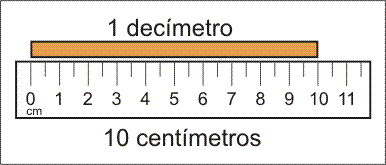 1 decímetro
0 1 2 3 4 5 6 7 8 9 10 11
cm
10 centímetros